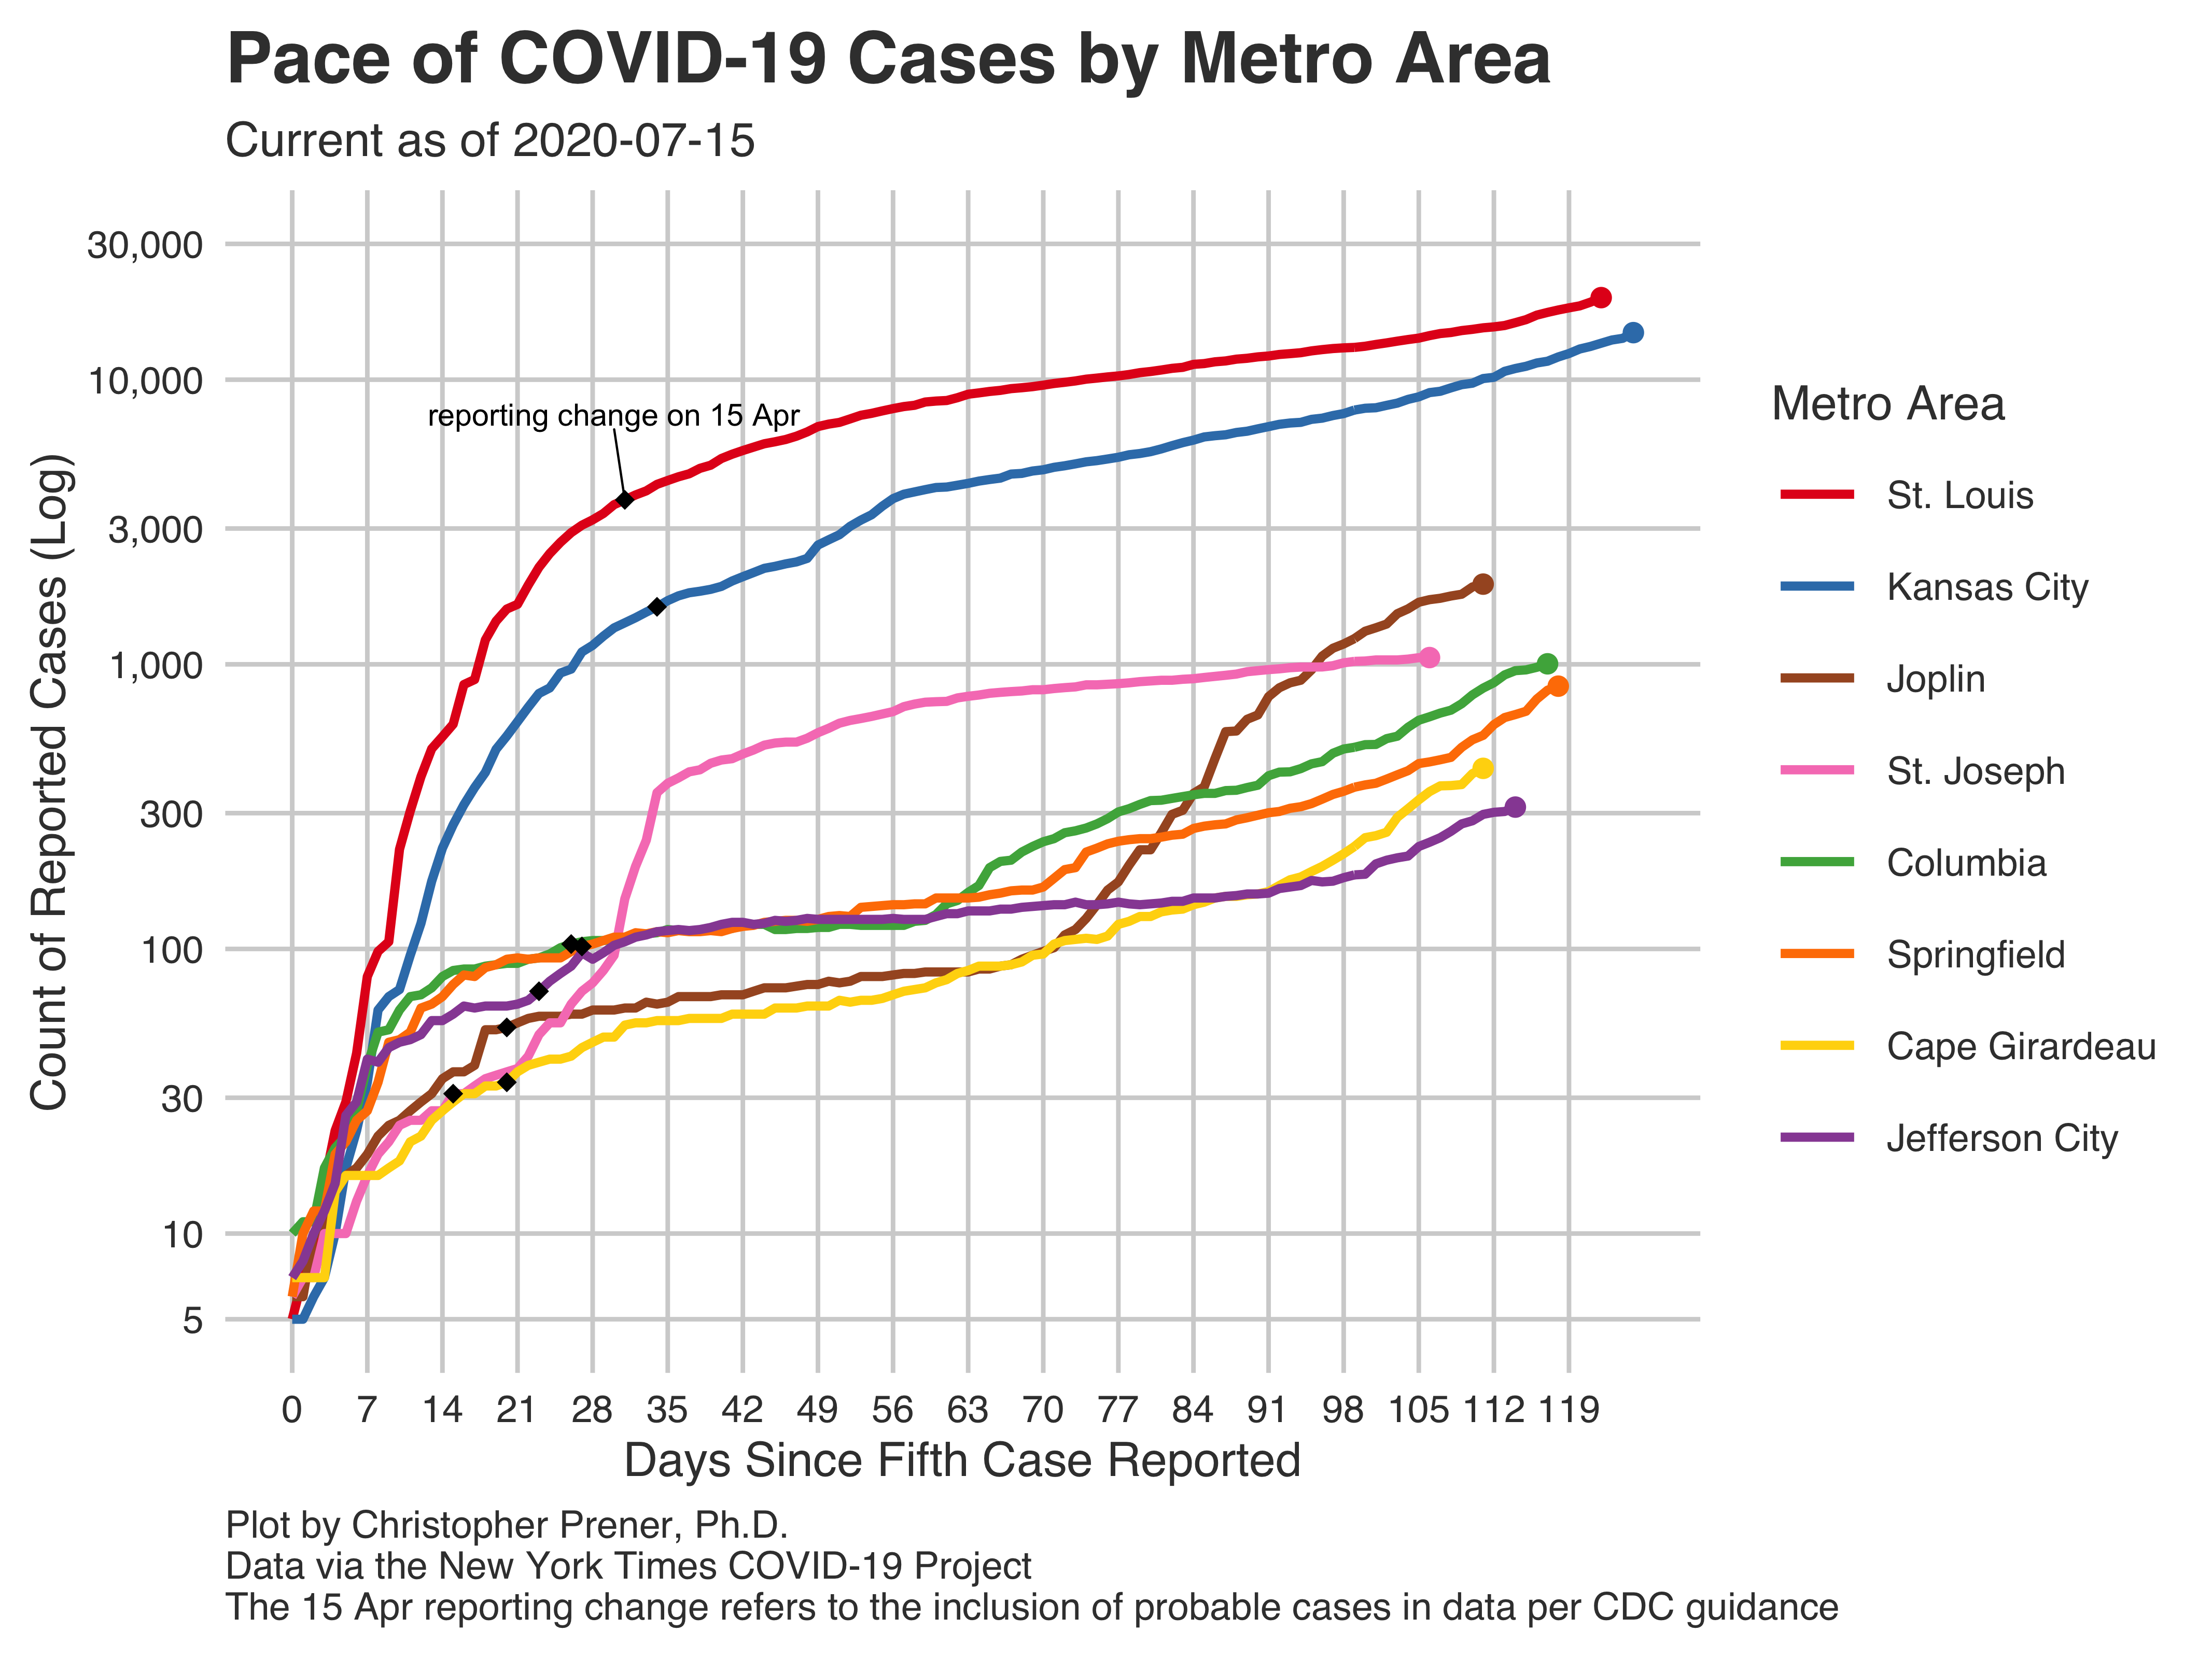 Pace of COVID-19 Cases by Metro Area
Current as of 2020-07-15
Count of Reported Cases (Log)
30,000
10,000
3,000
1,000
300
100
30
10
5
reporting change on 15 Apr
0 7 14 21 28 35 42 49 56 63 70 77 84 91 98 105 112 119
Days Since Fifth Case Reported
Metro Area
St. Louis
Kansas City
Joplin
St. Joseph
Columbia
Springfield
Cape Girardeau
Jefferson City
Plot by Christopher Prener, Ph.D.
Data via the New York Times COVID-19 Project
The 15 Apr reporting change refers to the inclusion of probable cases in data per CDC guidance